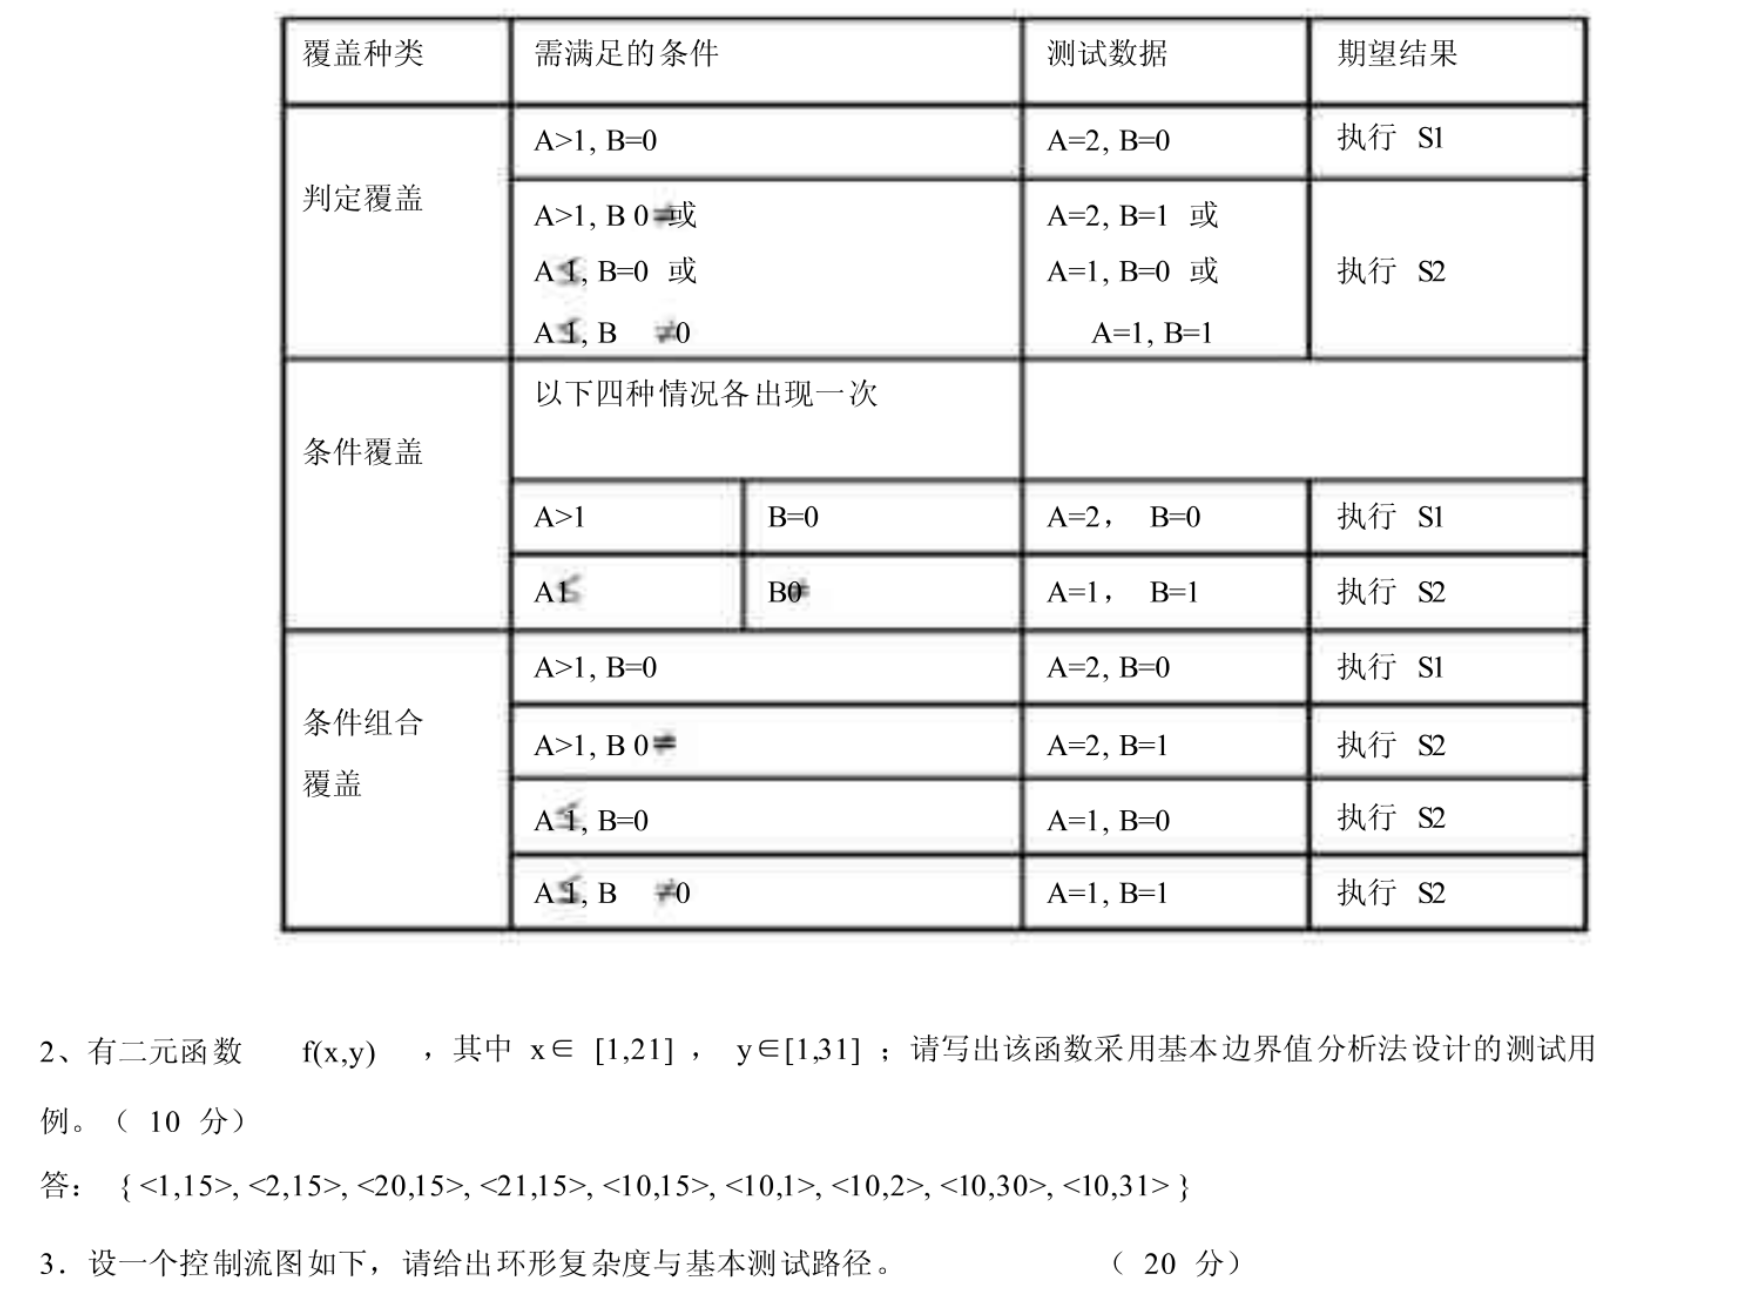 覆盖种类 需满足的条件 测试数据 期望结果
判定覆盖
A>1, B=0 A=2, B=0 执行 S1
A>1, B 0≠或 A=2, B=1 或
A≤1, B=0 或 A=1, B=0 或 执行 S2
A≤1, B ≠0 A=1, B=1
条件覆盖
以下四种情况各出现一次
A>1 B=0 A=2， B=0 执行 S1
A1≤ B0≠ A=1， B=1 执行 S2
条件组合
覆盖
A>1, B=0 A=2, B=0 执行 S1
A>1, B 0≠ A=2, B=1 执行 S2
A≤1, B=0 A=1, B=0 执行 S2
A≤1, B ≠0 A=1, B=1 执行 S2
2、有二元函数 f(x,y) ，其中 x∈ [1,21] ， y∈[1,31] ；请写出该函数采用基本边界值分析法设计的测试用
例。（ 10 分）
答： { <1,15>, <2,15>, <20,15>, <21,15>, <10,15>, <10,1>, <10,2>, <10,30>, <10,31> }
3．设一个控制流图如下，请给出环形复杂度与基本测试路径。 （ 20 分）